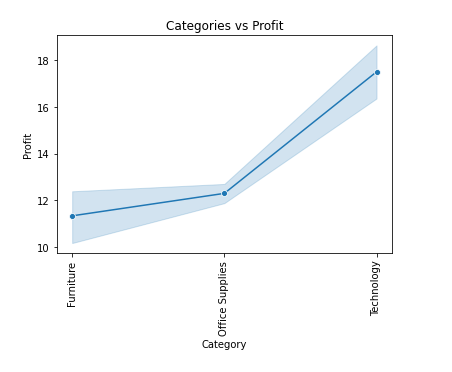 Categories vs Profit
18
16
14
12
10
Profit
Furniture
Office Supplies
Technology
Category